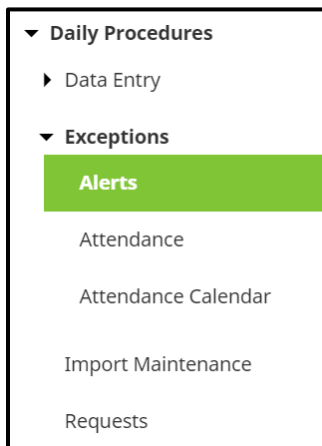 Daily Procedures
Data Entry
Exceptions
Alerts
Attendance
Attendance Calendar
Import Maintenance
Requests